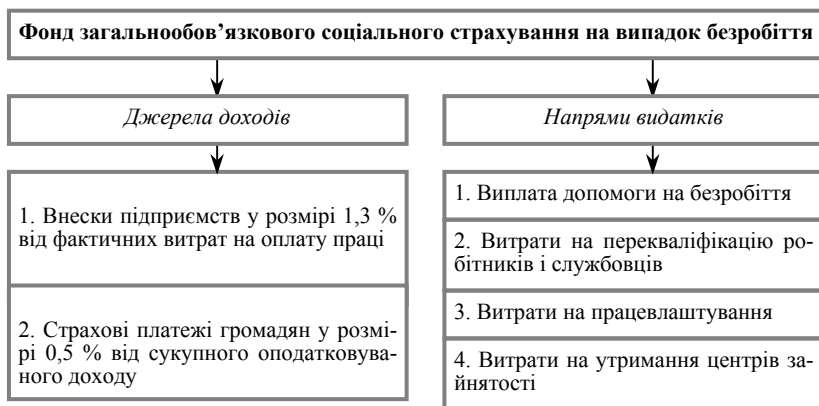 Фонд загальнообов’язкового соціального страхування на випадок безробіття
Джерела доходів
1. Внески підприємств у розмірі 1,3 %
від фактичних витрат на оплату праці
2. Страхові платежі громадян у розмі-
рі 0,5 % від сукупного оподатковува-
ного доходу
Напрями видатків
1. Виплата допомоги на безробіття
2. Витрати на перекваліфікацію ро-
бітників і службовців
3. Витрати на працевлаштування
4. Витрати на утримання центрів за-
йнятості